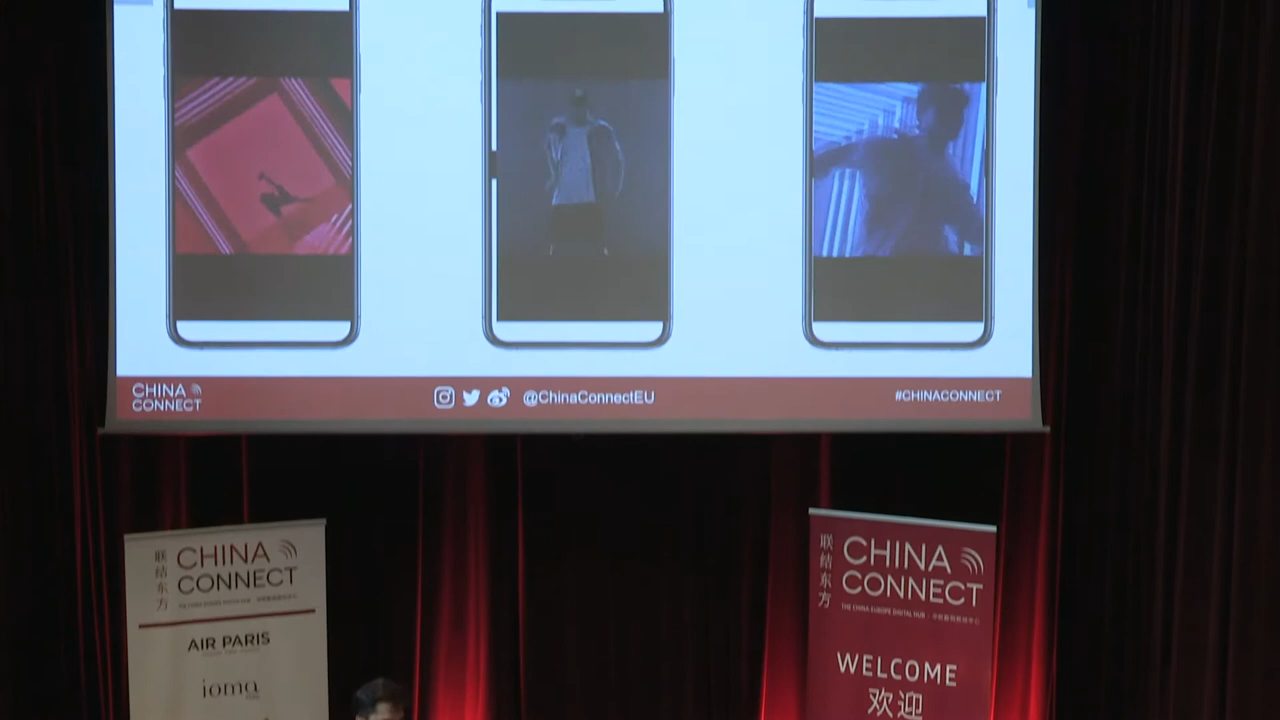 CHINA
CONNECT
@ChinaConnectEU
#CHINACONNECT
联结东方
CHINA
CONNECT
AIR PARIS
ioma
联结东方
CHINA
CONNECT
THE CHINA EUROPE DIGITAL HUB
WELCOME
欢迎